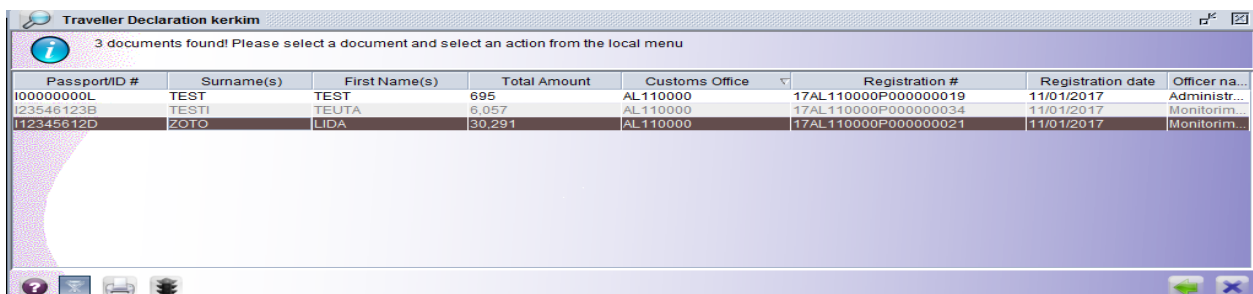 Traveller Declaration kerkim
3 documents found! Please select a document and select an action from the local menu
Passport/ID # Surname(s) First Name(s) Total Amount Customs Office Registration # Registration date Officer na...
I00000000L TEST TEST 695 AL110000 17AL110000P000000019 11/01/2017 Administr...
I23546123B TESTI TEUTA 6,057 AL110000 17AL110000P000000034 11/01/2017 Monitorim...
I12345612D ZOTO LIDA 30,291 AL110000 17AL110000P000000021 11/01/2017 Monitorim...